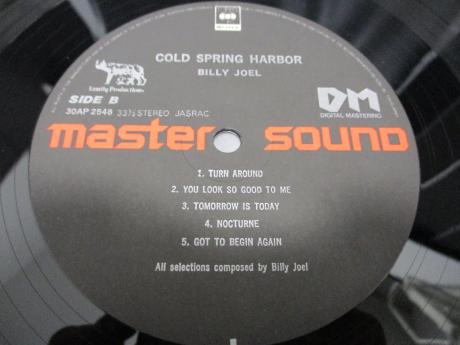 COLD SPRING HARBOR
BILLY JOEL
Family Productions
SIDE B
30AP 2548 33⅓ STEREO JASRAC
DM
DIGITAL MASTERING
master sound
1. TURN AROUND
2. YOU LOOK SO GOOD TO ME
3. TOMORROW IS TODAY
4. NOCTURNE
5. GOT TO BEGIN AGAIN
All selections composed by Billy Joel